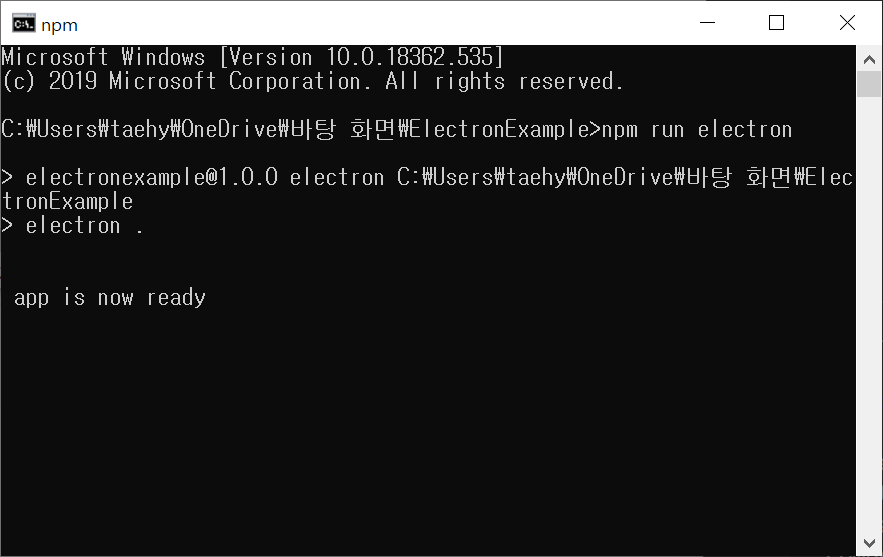 npm
Microsoft Windows [Version 10.0.18362.535]
(c) 2019 Microsoft Corporation. All rights reserved.
C:₩Users₩taehy₩OneDrive₩바탕 화면₩ElectronExample>npm run electron
> electronexample@1.0.0 electron C:₩Users₩taehy₩OneDrive₩바탕 화면₩Elec
tronExample
> electron .
app is now ready